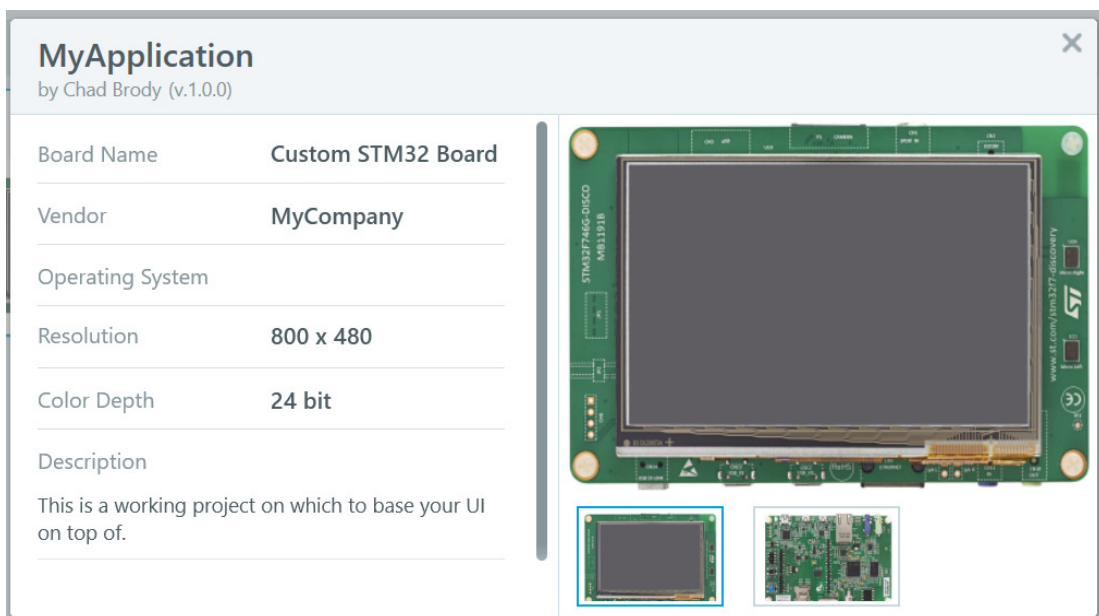 MyApplication
by Chad Brody (v.1.0.0)
Board Name Custom STM32 Board
Vendor MyCompany
Operating System
Resolution 800 x 480
Color Depth 24 bit
Description
This is a working project on which to base your UI
on top of.
STM32F746G-DISCO
MB1191B
www.st.com/stm32f7-discovery
ST